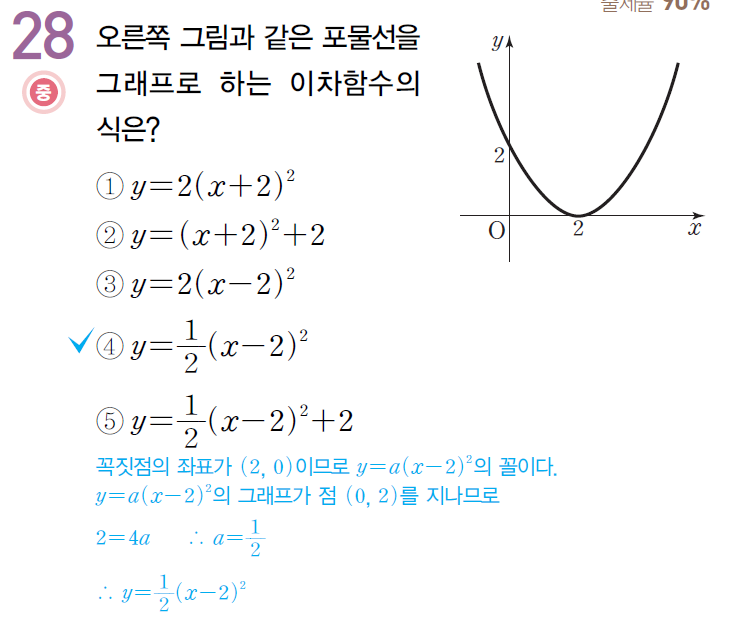 출제율 90%
28 오른쪽 그림과 같은 포물선을
중 그래프로 하는 이차함수의
식은?
① y=2(x+2)²
② y=(x+2)²+2
③ y=2(x-2)²
④ y=1/2(x-2)²
⑤ y=1/2(x-2)²+2
y
2
O 2 x
꼭짓점의 좌표가 (2, 0)이므로 y=a(x-2)²의 꼴이다.
y=a(x-2)²의 그래프가 점 (0, 2)를 지나므로
2=4a ∴ a=1/2
∴ y=1/2(x-2)²